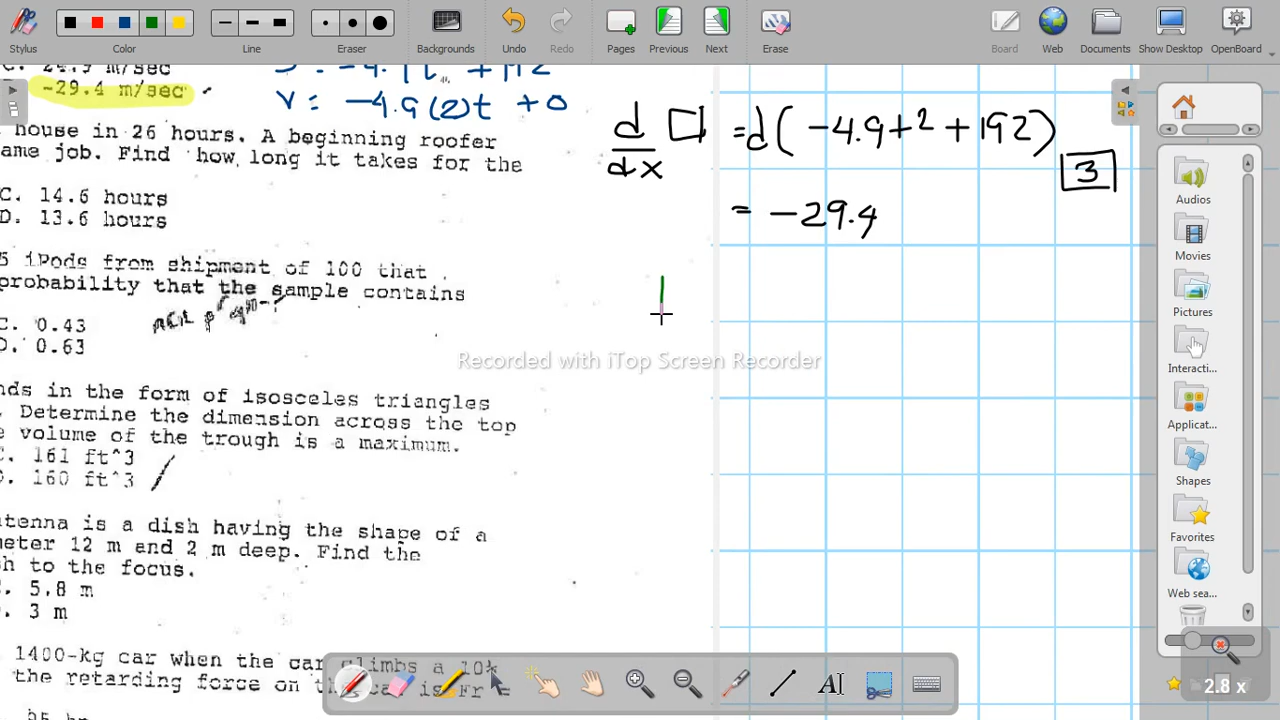 Stylus
Color
Line
Eraser
Backgrounds
Undo
Redo
Pages
Previous
Next
Erase
Board
Web
Documents
Show Desktop
OpenBoard
-29.4 m/sec
V = -4.9(2)t + 0
house in 26 hours. A beginning roofer
ame job. Find how long it takes for the
C. 14.6 hours
D. 13.6 hours
5 iPods from shipment of 100 that
probability that the sample contains
C. 0.43
D. 0.63
nds in the form of isosceles triangles
. Determine the dimension across the top
e volume of the trough is a maximum.
C. 161 ft^3
D. 160 ft^3
tenna is a dish having the shape of a
meter 12 m and 2 m deep. Find the
h to the focus.
C. 5.8 m
. 3 m
1400-Kg car when the car climbs a 10%
the retarding force on th
d/dx □ = d(-4.9t2 + 192)
3
= -29.4
Recorded with iTop Screen Recorder
Audios
Movies
Pictures
Interacti...
Applicat...
Shapes
Favorites
Web sea...
2.8 x